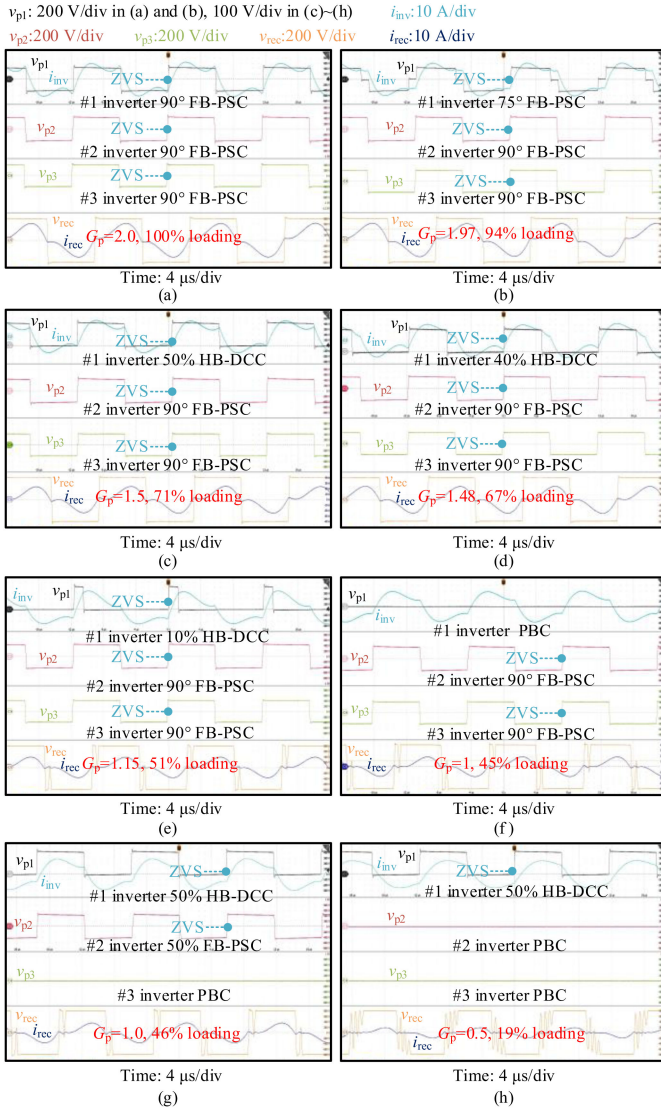 vp1: 200 V/div in (a) and (b), 100 V/div in (c)~(h) iinv:10 A/div
vp2:200 V/div vp3:200 V/div vrec:200 V/div irec:10 A/div
vp1
iinv
ZVS
#1 inverter 90° FB-PSC
vp2
ZVS
#2 inverter 90° FB-PSC
vp3
ZVS
#3 inverter 90° FB-PSC
vrec
irec
Gp=2.0, 100% loading
Time: 4 μs/div
(a)
vp1
iinv
ZVS
#1 inverter 75° FB-PSC
vp2
ZVS
#2 inverter 90° FB-PSC
vp3
ZVS
#3 inverter 90° FB-PSC
vrec
irec
Gp=1.97, 94% loading
Time: 4 μs/div
(b)
vp1
iinv
ZVS
#1 inverter 50% HB-DCC
vp2
ZVS
#2 inverter 90° FB-PSC
vp3
ZVS
#3 inverter 90° FB-PSC
vrec
irec
Gp=1.5, 71% loading
Time: 4 μs/div
(c)
vp1
iinv
ZVS
#1 inverter 40% HB-DCC
vp2
ZVS
#2 inverter 90° FB-PSC
vp3
ZVS
#3 inverter 90° FB-PSC
vrec
irec
Gp=1.48, 67% loading
Time: 4 μs/div
(d)
vp1
iinv
ZVS
#1 inverter 10% HB-DCC
vp2
ZVS
#2 inverter 90° FB-PSC
vp3
ZVS
#3 inverter 90° FB-PSC
vrec
irec
Gp=1.15, 51% loading
Time: 4 μs/div
(e)
vp1
iinv
#1 inverter PBC
vp2
ZVS
#2 inverter 90° FB-PSC
vp3
ZVS
#3 inverter 90° FB-PSC
vrec
irec
Gp=1, 45% loading
Time: 4 μs/div
(f)
vp1
iinv
ZVS
#1 inverter 50% HB-DCC
vp2
ZVS
#2 inverter 50% FB-PSC
vp3
#3 inverter PBC
vrec
irec
Gp=1.0, 46% loading
Time: 4 μs/div
(g)
iinv
vp1
ZVS
#1 inverter 50% HB-DCC
vp2
#2 inverter PBC
vp3
#3 inverter PBC
vrec
irec
Gp=0.5, 19% loading
Time: 4 μs/div
(h)